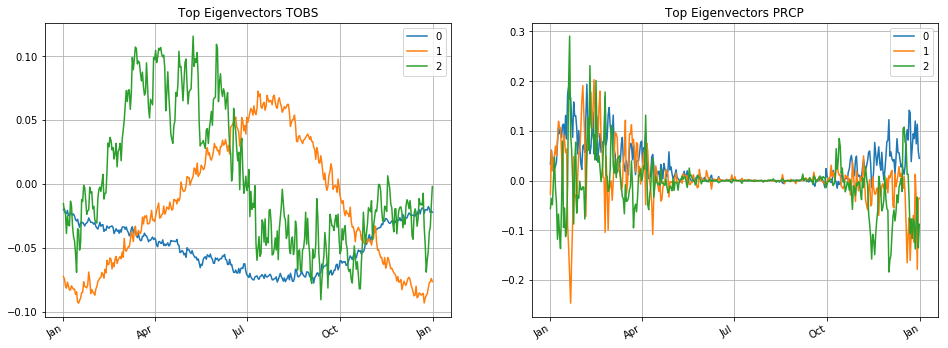 Top Eigenvectors TOBS
0
1
2
0.10
0.05
0.00
−0.05
−0.10
Jan
Apr
Jul
Oct
Jan
Top Eigenvectors PRCP
0
1
2
0.3
0.2
0.1
0.0
−0.1
−0.2
Jan
Apr
Jul
Oct
Jan